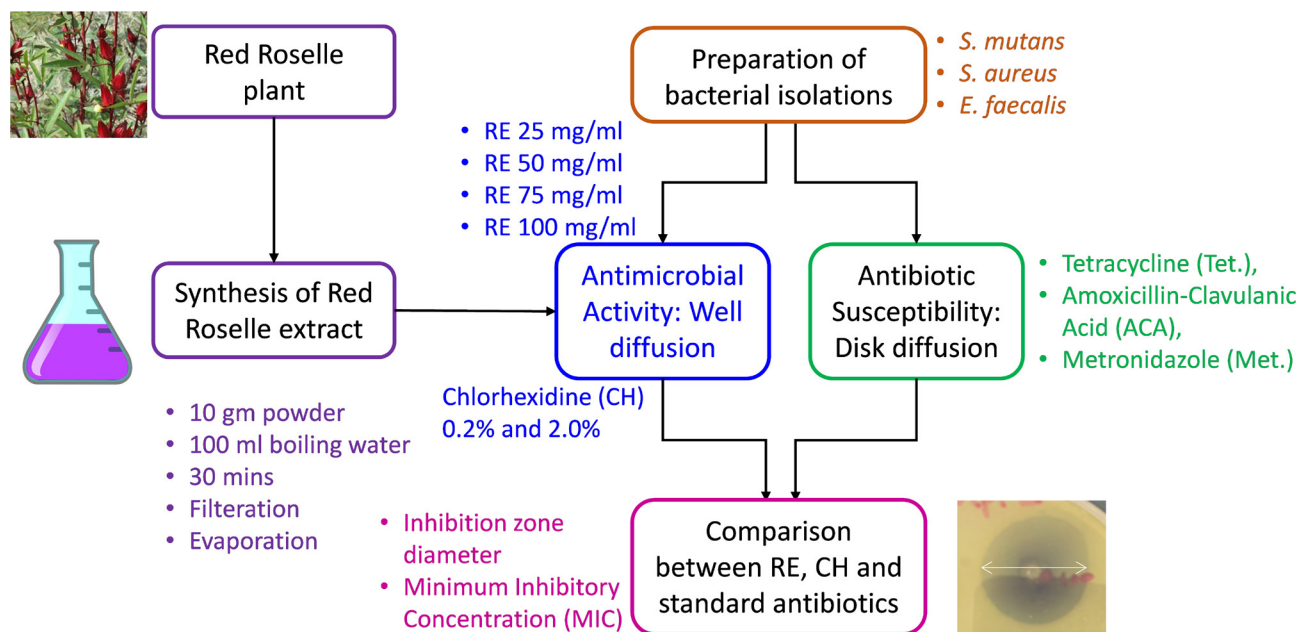 Red Roselle
plant
Preparation of
bacterial isolations
• S. mutans
• S. aureus
• E. faecalis
• RE 25 mg/ml
• RE 50 mg/ml
• RE 75 mg/ml
• RE 100 mg/ml
Synthesis of Red
Roselle extract
Antimicrobial
Activity: Well
diffusion
Antibiotic
Susceptibility:
Disk diffusion
• Tetracycline (Tet.),
• Amoxicillin-Clavulanic
Acid (ACA),
• Metronidazole (Met.)
Chlorhexidine (CH)
0.2% and 2.0%
• 10 gm powder
• 100 ml boiling water
• 30 mins
• Filteration
• Evaporation
• Inhibition zone
diameter
• Minimum Inhibitory
Concentration (MIC)
Comparison
between RE, CH and
standard antibiotics